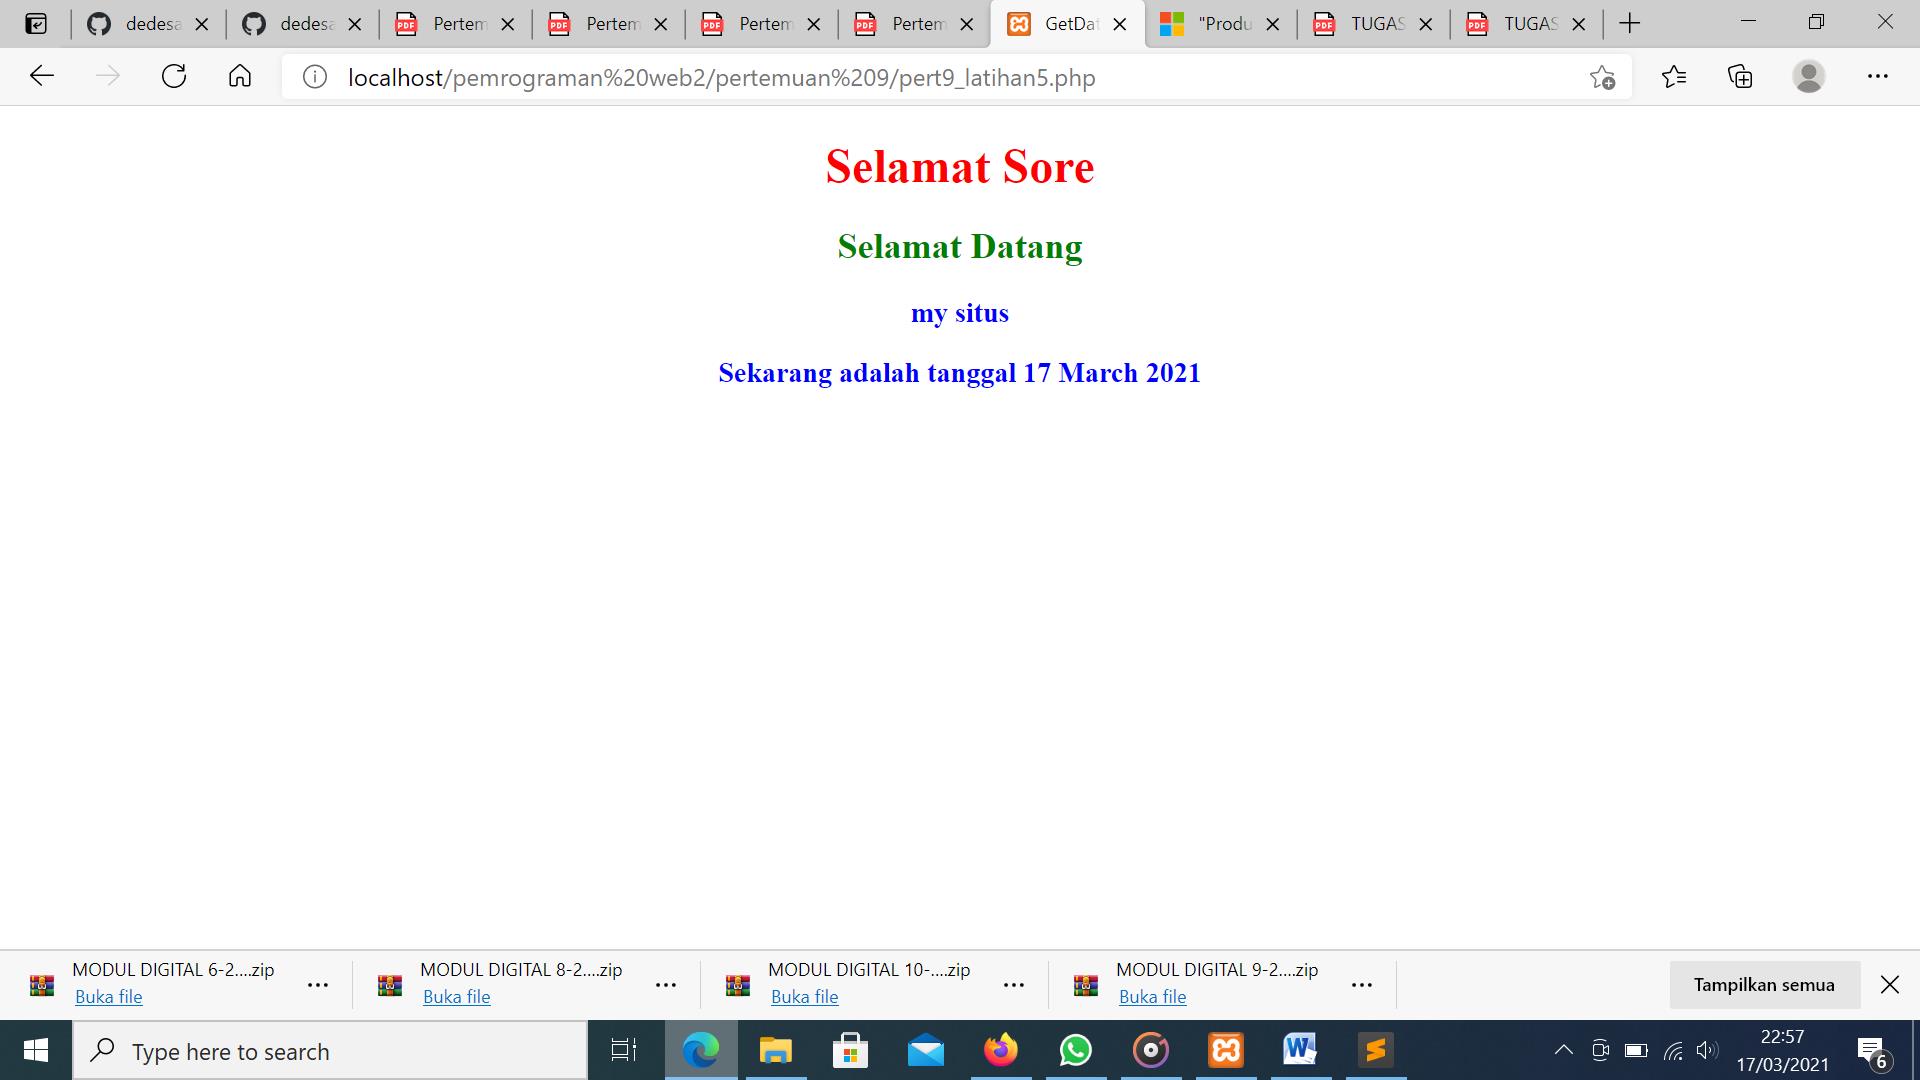 dedesa
dedesa
Pertem
Pertem
Pertem
Pertem
GetDat
"Produ
TUGAS
TUGAS
localhost/pemrograman%20web2/pertemuan%209/pert9_latihan5.php
Selamat Sore
Selamat Datang
my situs
Sekarang adalah tanggal 17 March 2021
MODUL DIGITAL 6-2....zip
Buka file
MODUL DIGITAL 8-2....zip
Buka file
MODUL DIGITAL 10-....zip
Buka file
MODUL DIGITAL 9-2....zip
Buka file
Tampilkan semua
Type here to search
22:57
17/03/2021
6